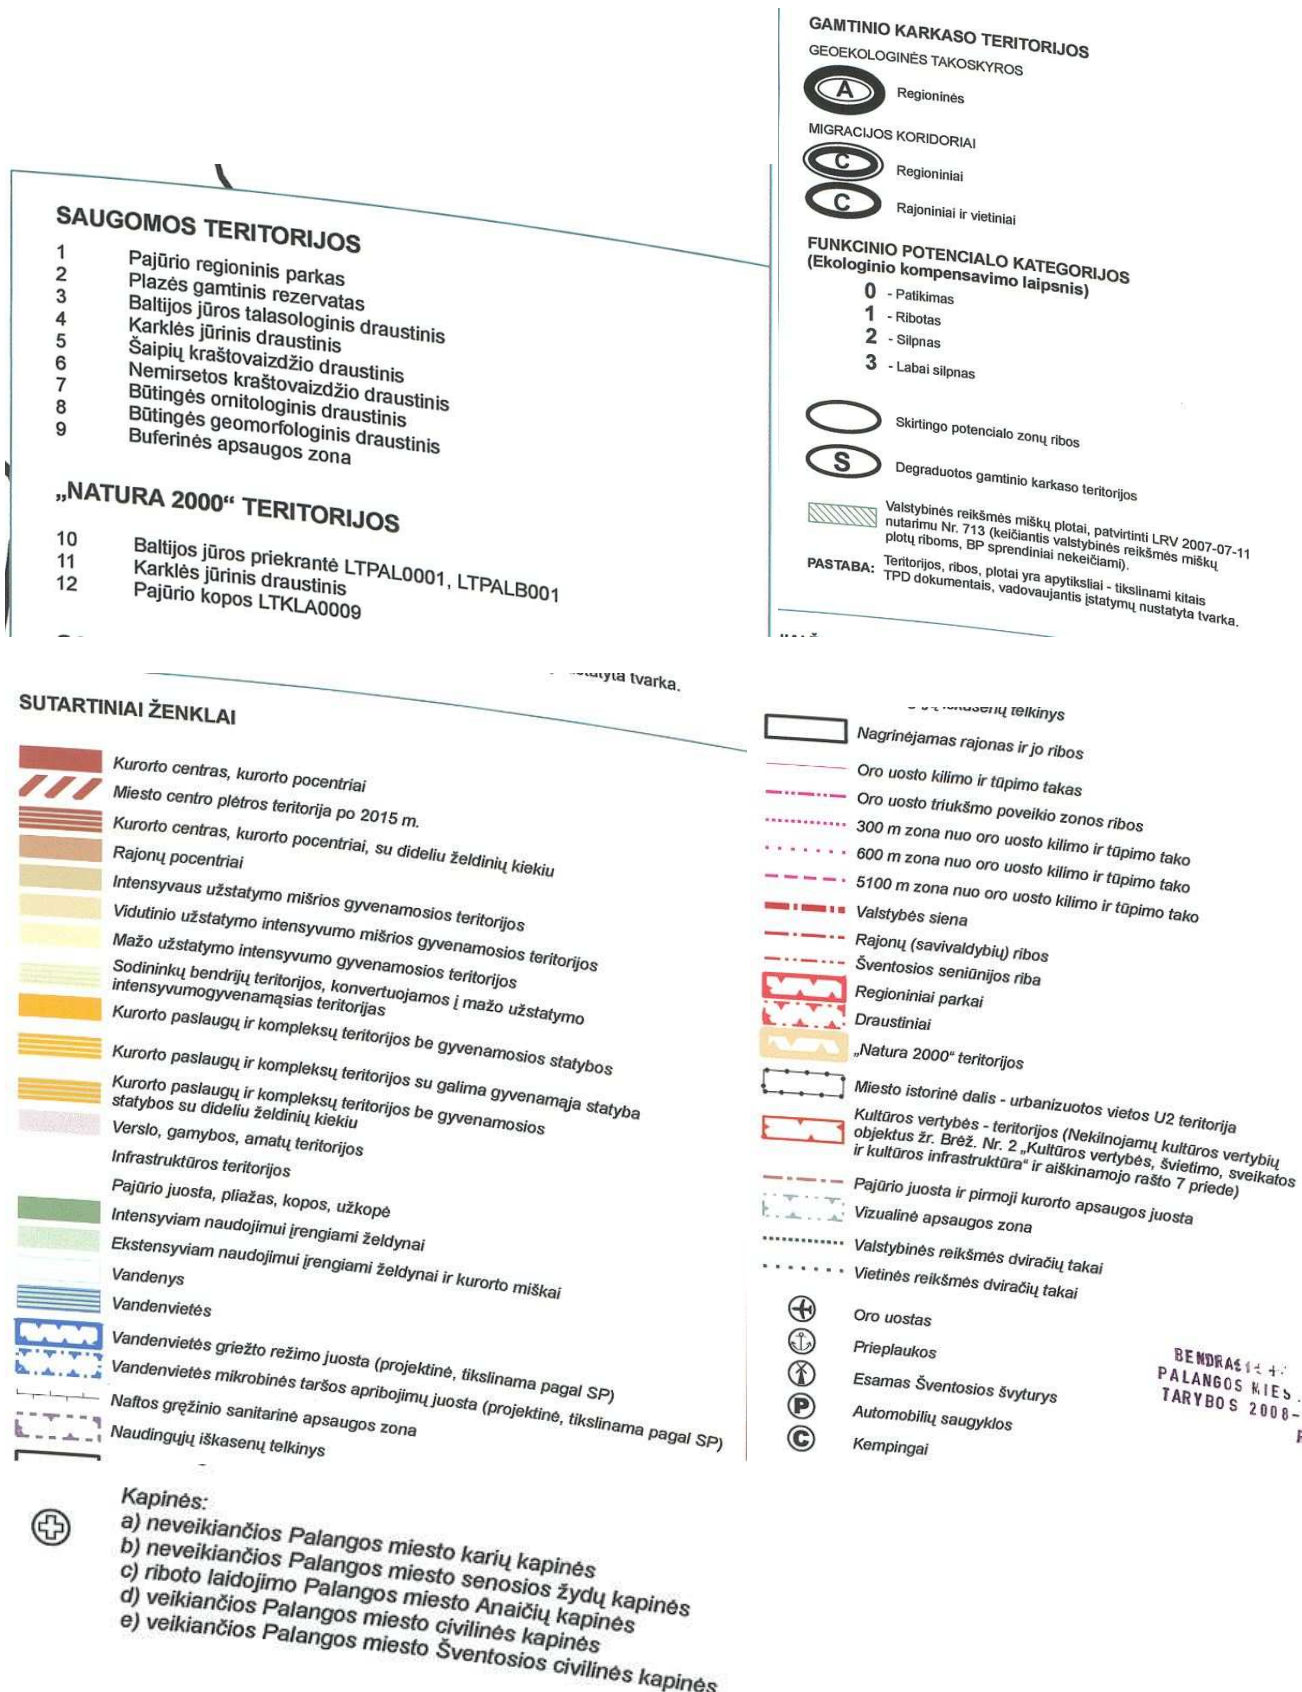 SAUGOMOS TERITORIJOS
1 Pajūrio regioninis parkas
2 Plazės gamtinis rezervatas
3 Baltijos jūros talasologinis draustinis
4 Karklės jūrinis draustinis
5 Šaipių kraštovaizdžio draustinis
6 Nemirsetos kraštovaizdžio draustinis
7 Būtingės ornitologinis draustinis
8 Būtingės geomorfologinis draustinis
9 Buferinės apsaugos zona
„NATURA 2000“ TERITORIJOS
10 Baltijos jūros priekrantė LTPAL0001, LTPALB001
11 Karklės jūrinis draustinis
12 Pajūrio kopos LTKLA0009
GAMTINIO KARKASO TERITORIJOS
GEOEKOLOGINĖS TAKOSKYROS
A Regioninės
MIGRACIJOS KORIDORIAI
C Regioniniai
C Rajoniniai ir vietiniai
FUNKCINIO POTENCIALO KATEGORIJOS
(Ekologinio kompensavimo laipsnis)
0 - Patikimas
1 - Ribotas
2 - Silpnas
3 - Labai silpnas
Skirtingo potencialo zonų ribos
S Degraduotos gamtinio karkaso teritorijos
Valstybinės reikšmės miškų plotai, patvirtinti LRV 2007-07-11
nutarimu Nr. 713 (keičiantis valstybinės reikšmės miškų
plotų riboms, BP sprendiniai nekeičiami).
PASTABA: Teritorijos, ribos, plotai yra apytiksliai - tikslinami kitais
TPD dokumentais, vadovaujantis įstatymų nustatyta tvarka.
tvarka.
SUTARTINIAI ŽENKLAI
Kurorto centras, kurorto pocentriai
Miesto centro plėtros teritorija po 2015 m.
Kurorto centras, kurorto pocentriai, su dideliu želdinių kiekiu
Rajonų pocentriai
Intensyvaus užstatymo mišrios gyvenamosios teritorijos
Vidutinio užstatymo intensyvumo mišrios gyvenamosios teritorijos
Mažo užstatymo intensyvumo gyvenamosios teritorijos
Sodininkų bendrijų teritorijos, konvertuojamos į mažo užstatymo
intensyvumogyvenamąsias teritorijas
Kurorto paslaugų ir kompleksų teritorijos be gyvenamosios statybos
Kurorto paslaugų ir kompleksų teritorijos su galima gyvenamąja statyba
Kurorto paslaugų ir kompleksų teritorijos be gyvenamosios
statybos su dideliu želdinių kiekiu
Verslo, gamybos, amatų teritorijos
Infrastruktūros teritorijos
Pajūrio juosta, pliažas, kopos, užkopė
Intensyviam naudojimui įrengiami želdynai
Ekstensyviam naudojimui įrengiami želdynai ir kurorto miškai
Vandenys
Vandenvietės
Vandenvietės griežto režimo juosta (projektinė, tikslinama pagal SP)
Vandenvietės mikrobinės taršos apribojimų juosta (projektinė, tikslinama pagal SP)
Naftos gręžinio sanitarinė apsaugos zona
Naudingųjų iškasenų telkinys
telkinys
Nagrinėjamas rajonas ir jo ribos
Oro uosto kilimo ir tūpimo takas
Oro uosto triukšmo poveikio zonos ribos
300 m zona nuo oro uosto kilimo ir tūpimo tako
600 m zona nuo oro uosto kilimo ir tūpimo tako
5100 m zona nuo oro uosto kilimo ir tūpimo tako
Valstybės siena
Rajonų (savivaldybių) ribos
Šventosios seniūnijos riba
Regioniniai parkai
Draustiniai
„Natura 2000“ teritorijos
Miesto istorinė dalis - urbanizuotos vietos U2 teritorija
Kultūros vertybės - teritorijos (Nekilnojamų kultūros vertybių
objektus žr. Brėž. Nr. 2 „Kultūros vertybės, švietimo, sveikatos
ir kultūros infrastruktūra“ ir aiškinamojo rašto 7 priede)
Pajūrio juosta ir pirmoji kurorto apsaugos juosta
Vizualinė apsaugos zona
Valstybinės reikšmės dviračių takai
Vietinės reikšmės dviračių takai
Oro uostas
Prieplaukos
Esamas Šventosios švyturys
P Automobilių saugyklos
C Kempingai
PALANGOS MIES
TARYBOS 2008-
Kapinės:
a) neveikiančios Palangos miesto karių kapinės
b) neveikiančios Palangos miesto senosios žydų kapinės
c) riboto laidojimo Palangos miesto Anaičių kapinės
d) veikiančios Palangos miesto civilinės kapinės
e) veikiančios Palangos miesto Šventosios civilinės kapinės